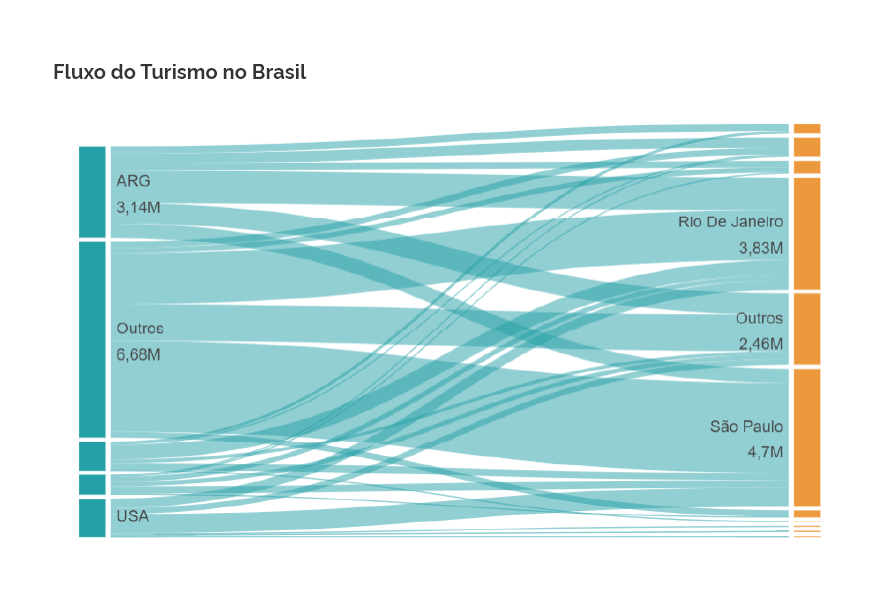 Fluxo do Turismo no Brasil
ARG
3,14M
Outros
6,68M
USA
Rio De Janeiro
3,83M
Outros
2,46M
São Paulo
4,7M